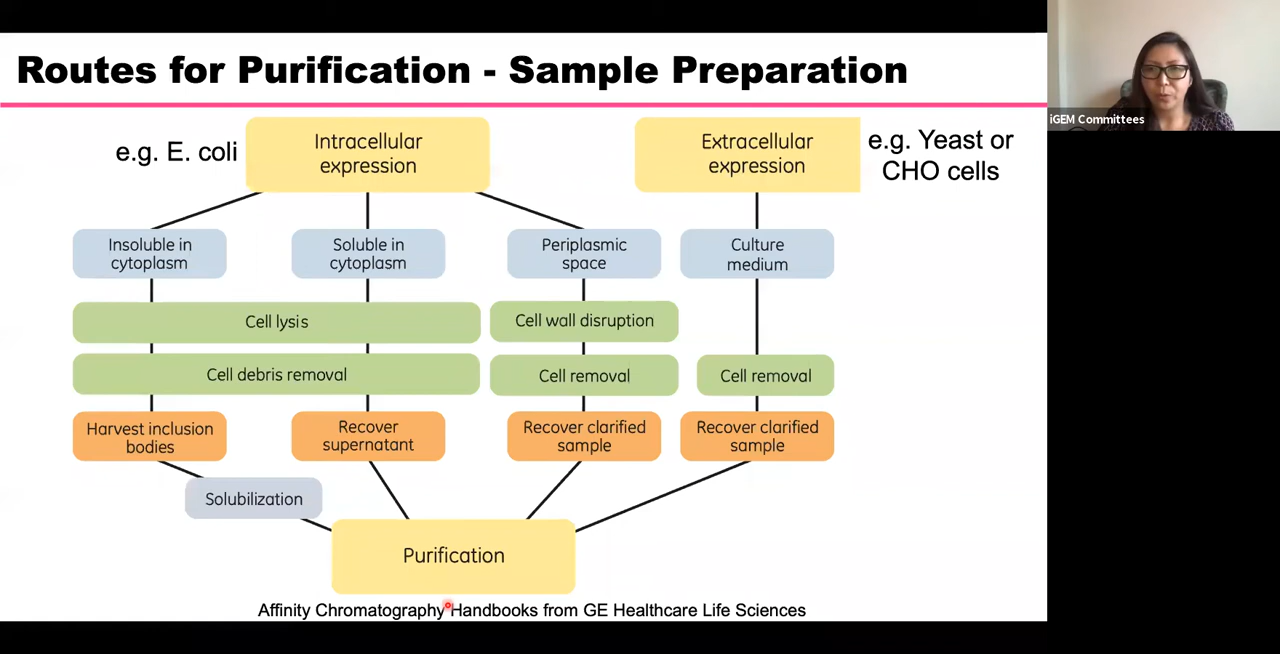 Routes for Purification - Sample Preparation
iGEM Committees
e.g. E. coli
Intracellular
expression
Extracellular
expression
e.g. Yeast or
CHO cells
Insoluble in
cytoplasm
Soluble in
cytoplasm
Periplasmic
space
Culture
medium
Cell lysis
Cell wall disruption
Cell debris removal
Cell removal
Cell removal
Harvest inclusion
bodies
Recover
supernatant
Recover clarified
sample
Recover clarified
sample
Solubilization
Purification
Affinity Chromatography Handbooks from GE Healthcare Life Sciences